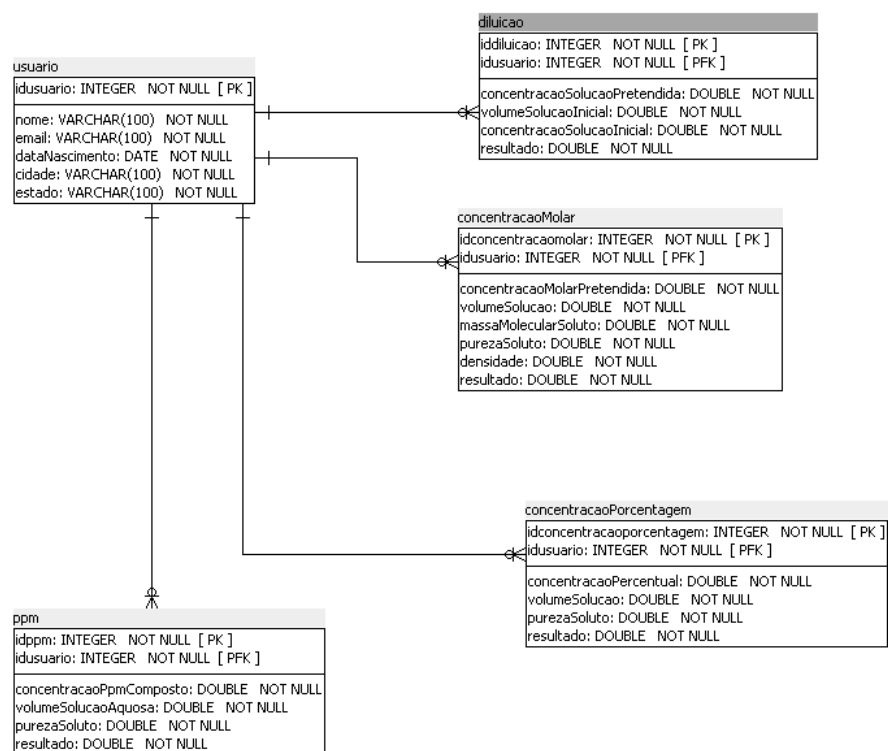 diluicao
iddiluicao: INTEGER NOT NULL [ PK ]
idusuario: INTEGER NOT NULL [ PFK ]
concentracaoSolucaoPretendida: DOUBLE NOT NULL
volumeSolucaoInicial: DOUBLE NOT NULL
concentracaoSolucaoInicial: DOUBLE NOT NULL
resultado: DOUBLE NOT NULL
usuario
idusuario: INTEGER NOT NULL [ PK ]
nome: VARCHAR(100) NOT NULL
email: VARCHAR(100) NOT NULL
dataNascimento: DATE NOT NULL
cidade: VARCHAR(100) NOT NULL
estado: VARCHAR(100) NOT NULL
concentracaoMolar
idconcentracaomolar: INTEGER NOT NULL [ PK ]
idusuario: INTEGER NOT NULL [ PFK ]
concentracaoMolarPretendida: DOUBLE NOT NULL
volumeSolucao: DOUBLE NOT NULL
massaMolecularSoluto: DOUBLE NOT NULL
purezaSoluto: DOUBLE NOT NULL
densidade: DOUBLE NOT NULL
resultado: DOUBLE NOT NULL
concentracaoPorcentagem
idconcentracaoporcentagem: INTEGER NOT NULL [ PK ]
idusuario: INTEGER NOT NULL [ PFK ]
concentracaoPercentual: DOUBLE NOT NULL
volumeSolucao: DOUBLE NOT NULL
purezaSoluto: DOUBLE NOT NULL
resultado: DOUBLE NOT NULL
ppm
idppm: INTEGER NOT NULL [ PK ]
idusuario: INTEGER NOT NULL [ PFK ]
concentracaoPpmComposto: DOUBLE NOT NULL
volumeSolucaoAquosa: DOUBLE NOT NULL
purezaSoluto: DOUBLE NOT NULL
resultado: DOUBLE NOT NULL